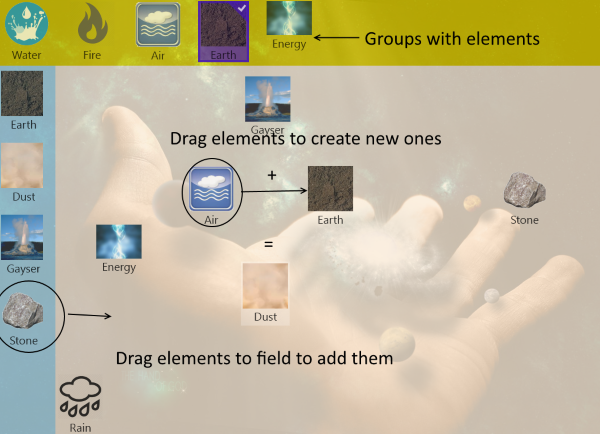 Water
Fire
Air
Earth
Energy
Groups with elements
Earth
Dust
Gayser
Stone
Gayser
Drag elements to create new ones
+
Air
Earth
Stone
Energy
=
Dust
Drag elements to field to add them
Rain